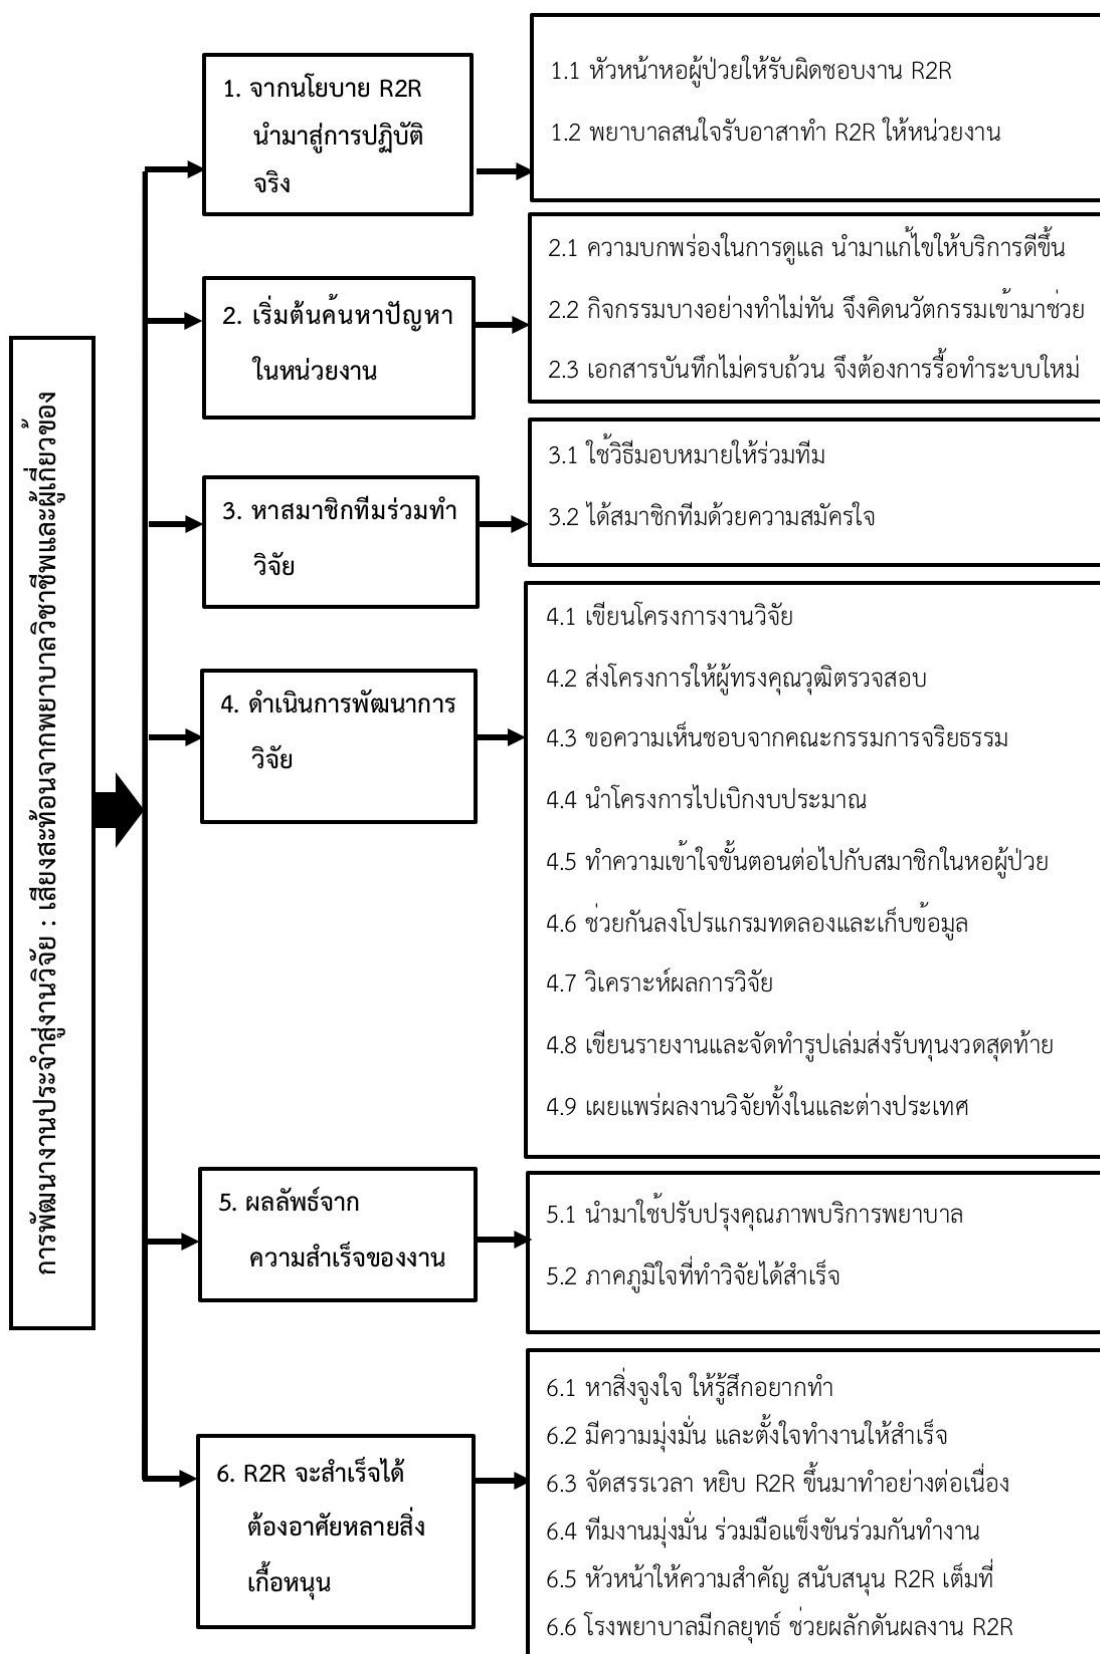 การพัฒนางานประจำสู่งานวิจัย : เสียงสะท้อนจากพยาบาลวิชาชีพและผู้เกี่ยวข้อง
1. จากนโยบาย R2R
นำมาสู่การปฏิบัติ
จริง
1.1 หัวหน้าหอผู้ป่วยให้รับผิดชอบงาน R2R
1.2 พยาบาลสนใจรับอาสาทำ R2R ให้หน่วยงาน
2. เริ่มต้นค้นหาปัญหา
ในหน่วยงาน
2.1 ความบกพร่องในการดูแล นำมาแก้ไขให้บริการดีขึ้น
2.2 กิจกรรมบางอย่างทำไม่ทัน จึงคิดนวัตกรรมเข้ามาช่วย
2.3 เอกสารบันทึกไม่ครบถ้วน จึงต้องการรื้อทำระบบใหม่
3. หาสมาชิกทีมร่วมทำ
วิจัย
3.1 ใช้วิธีมอบหมายให้ร่วมทีม
3.2 ได้สมาชิกทีมด้วยความสมัครใจ
4. ดำเนินการพัฒนาการ
วิจัย
4.1 เขียนโครงการงานวิจัย
4.2 ส่งโครงการให้ผู้ทรงคุณวุฒิตรวจสอบ
4.3 ขอความเห็นชอบจากคณะกรรมการจริยธรรม
4.4 นำโครงการไปเบิกงบประมาณ
4.5 ทำความเข้าใจขั้นตอนต่อไปกับสมาชิกในหอผู้ป่วย
4.6 ช่วยกันลงโปรแกรมทดลองและเก็บข้อมูล
4.7 วิเคราะห์ผลการวิจัย
4.8 เขียนรายงานและจัดทำรูปเล่มส่งรับทุนงวดสุดท้าย
4.9 เผยแพร่ผลงานวิจัยทั้งในและต่างประเทศ
5. ผลลัพธ์จาก
ความสำเร็จของงาน
5.1 นำมาใช้ปรับปรุงคุณภาพบริการพยาบาล
5.2 ภาคภูมิใจที่ทำวิจัยได้สำเร็จ
6. R2R จะสำเร็จได้
ต้องอาศัยหลายสิ่ง
เกื้อหนุน
6.1 หาสิ่งจูงใจ ให้รู้สึกอยากทำ
6.2 มีความมุ่งมั่น และตั้งใจทำงานให้สำเร็จ
6.3 จัดสรรเวลา หยิบ R2R ขึ้นมาทำอย่างต่อเนื่อง
6.4 ทีมงานมุ่งมั่น ร่วมมือแข็งขันร่วมกันทำงาน
6.5 หัวหน้าให้ความสำคัญ สนับสนุน R2R เต็มที่
6.6 โรงพยาบาลมีกลยุทธ์ ช่วยผลักดันผลงาน R2R